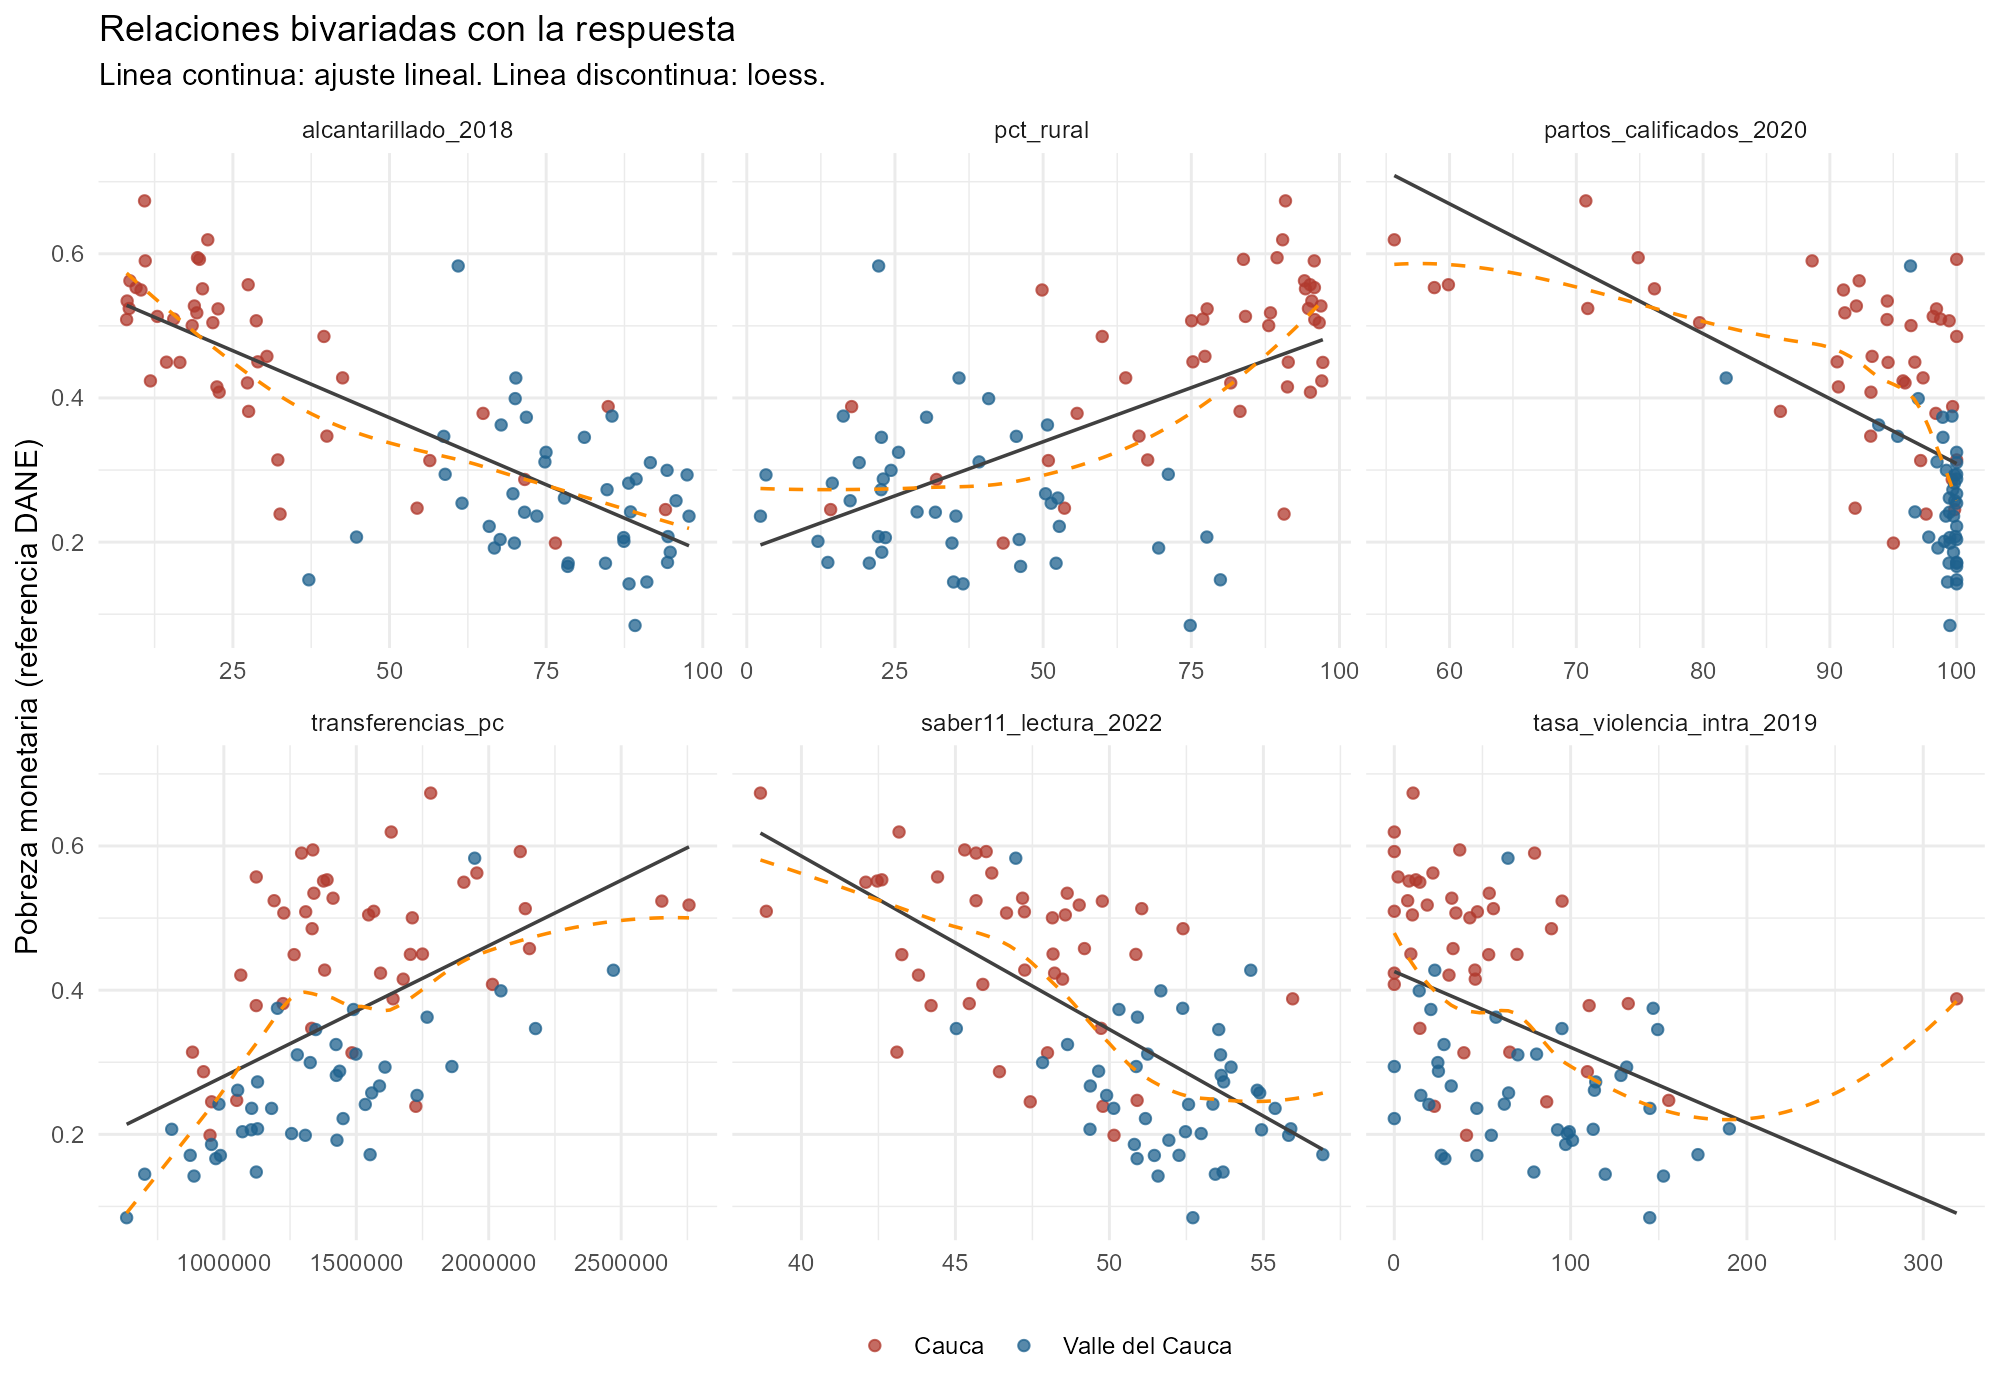 Relaciones bivariadas con la respuesta
Linea continua: ajuste lineal. Linea discontinua: loess.
alcantarillado_2018
pct_rural
partos_calificados_2020
Pobreza monetaria (referencia DANE)
0.6
0.4
0.2
25 50 75 100
0 25 50 75 100
60 70 80 90 100
transferencias_pc
saber11_lectura_2022
tasa_violencia_intra_2019
0.6
0.4
0.2
1000000 1500000 2000000 2500000
40 45 50 55
0 100 200 300
Cauca Valle del Cauca